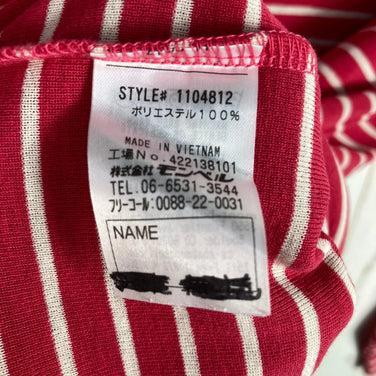 STYLE# 1104812
ポリエステル100%
MADE IN VIETNAM
工場No.422138101
株式会社モンベル
TEL.06-6531-3544
フリーコール:0088-22-0031
NAME